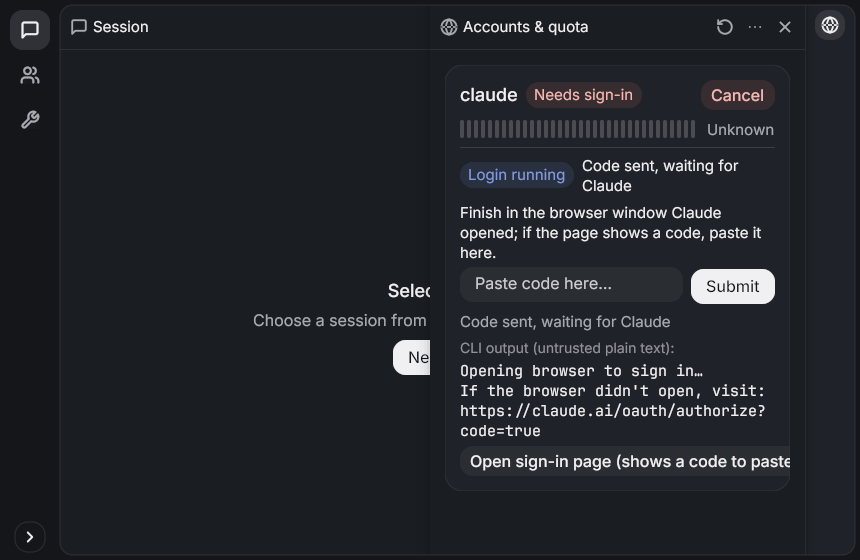 Session
Accounts & quota
Selec
Choose a session from
Ne
claude
Needs sign-in
Cancel
Unknown
Login running
Code sent, waiting for
Claude
Finish in the browser window Claude
opened; if the page shows a code, paste it
here.
Paste code here...
Submit
Code sent, waiting for Claude
CLI output (untrusted plain text):
Opening browser to sign in…
If the browser didn't open, visit:
https://claude.ai/oauth/authorize?
code=true
Open sign-in page (shows a code to paste